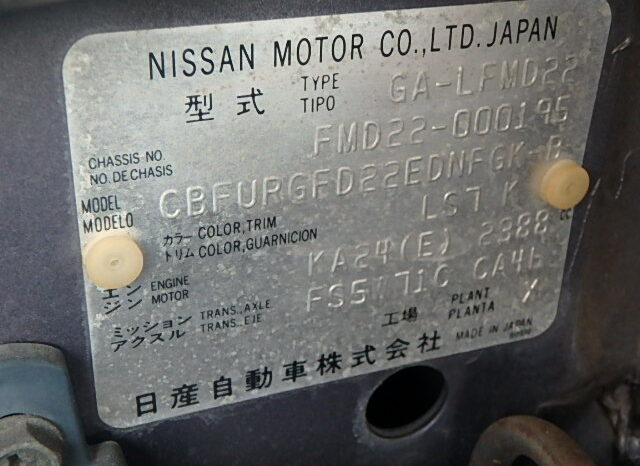 NISSAN MOTOR CO.,LTD. JAPAN
型式 TYPE TIPO GA-LFMD22
CHASSIS NO. NO. DE CHASIS FMD22-000195
MODEL MODELO CBFURGFD22EDNFGK-B
カラー COLOR,TRIM LS7 K
トリム COLOR,GUARNICION
エンジン ENGINE MOTOR KA24(E) 2388 CC
ミッション TRANS.,AXLE FS5W71C CA46
アクスル TRANS.,EJE 工場 PLANT PLANTA X
日産自動車株式会社 MADE IN JAPAN